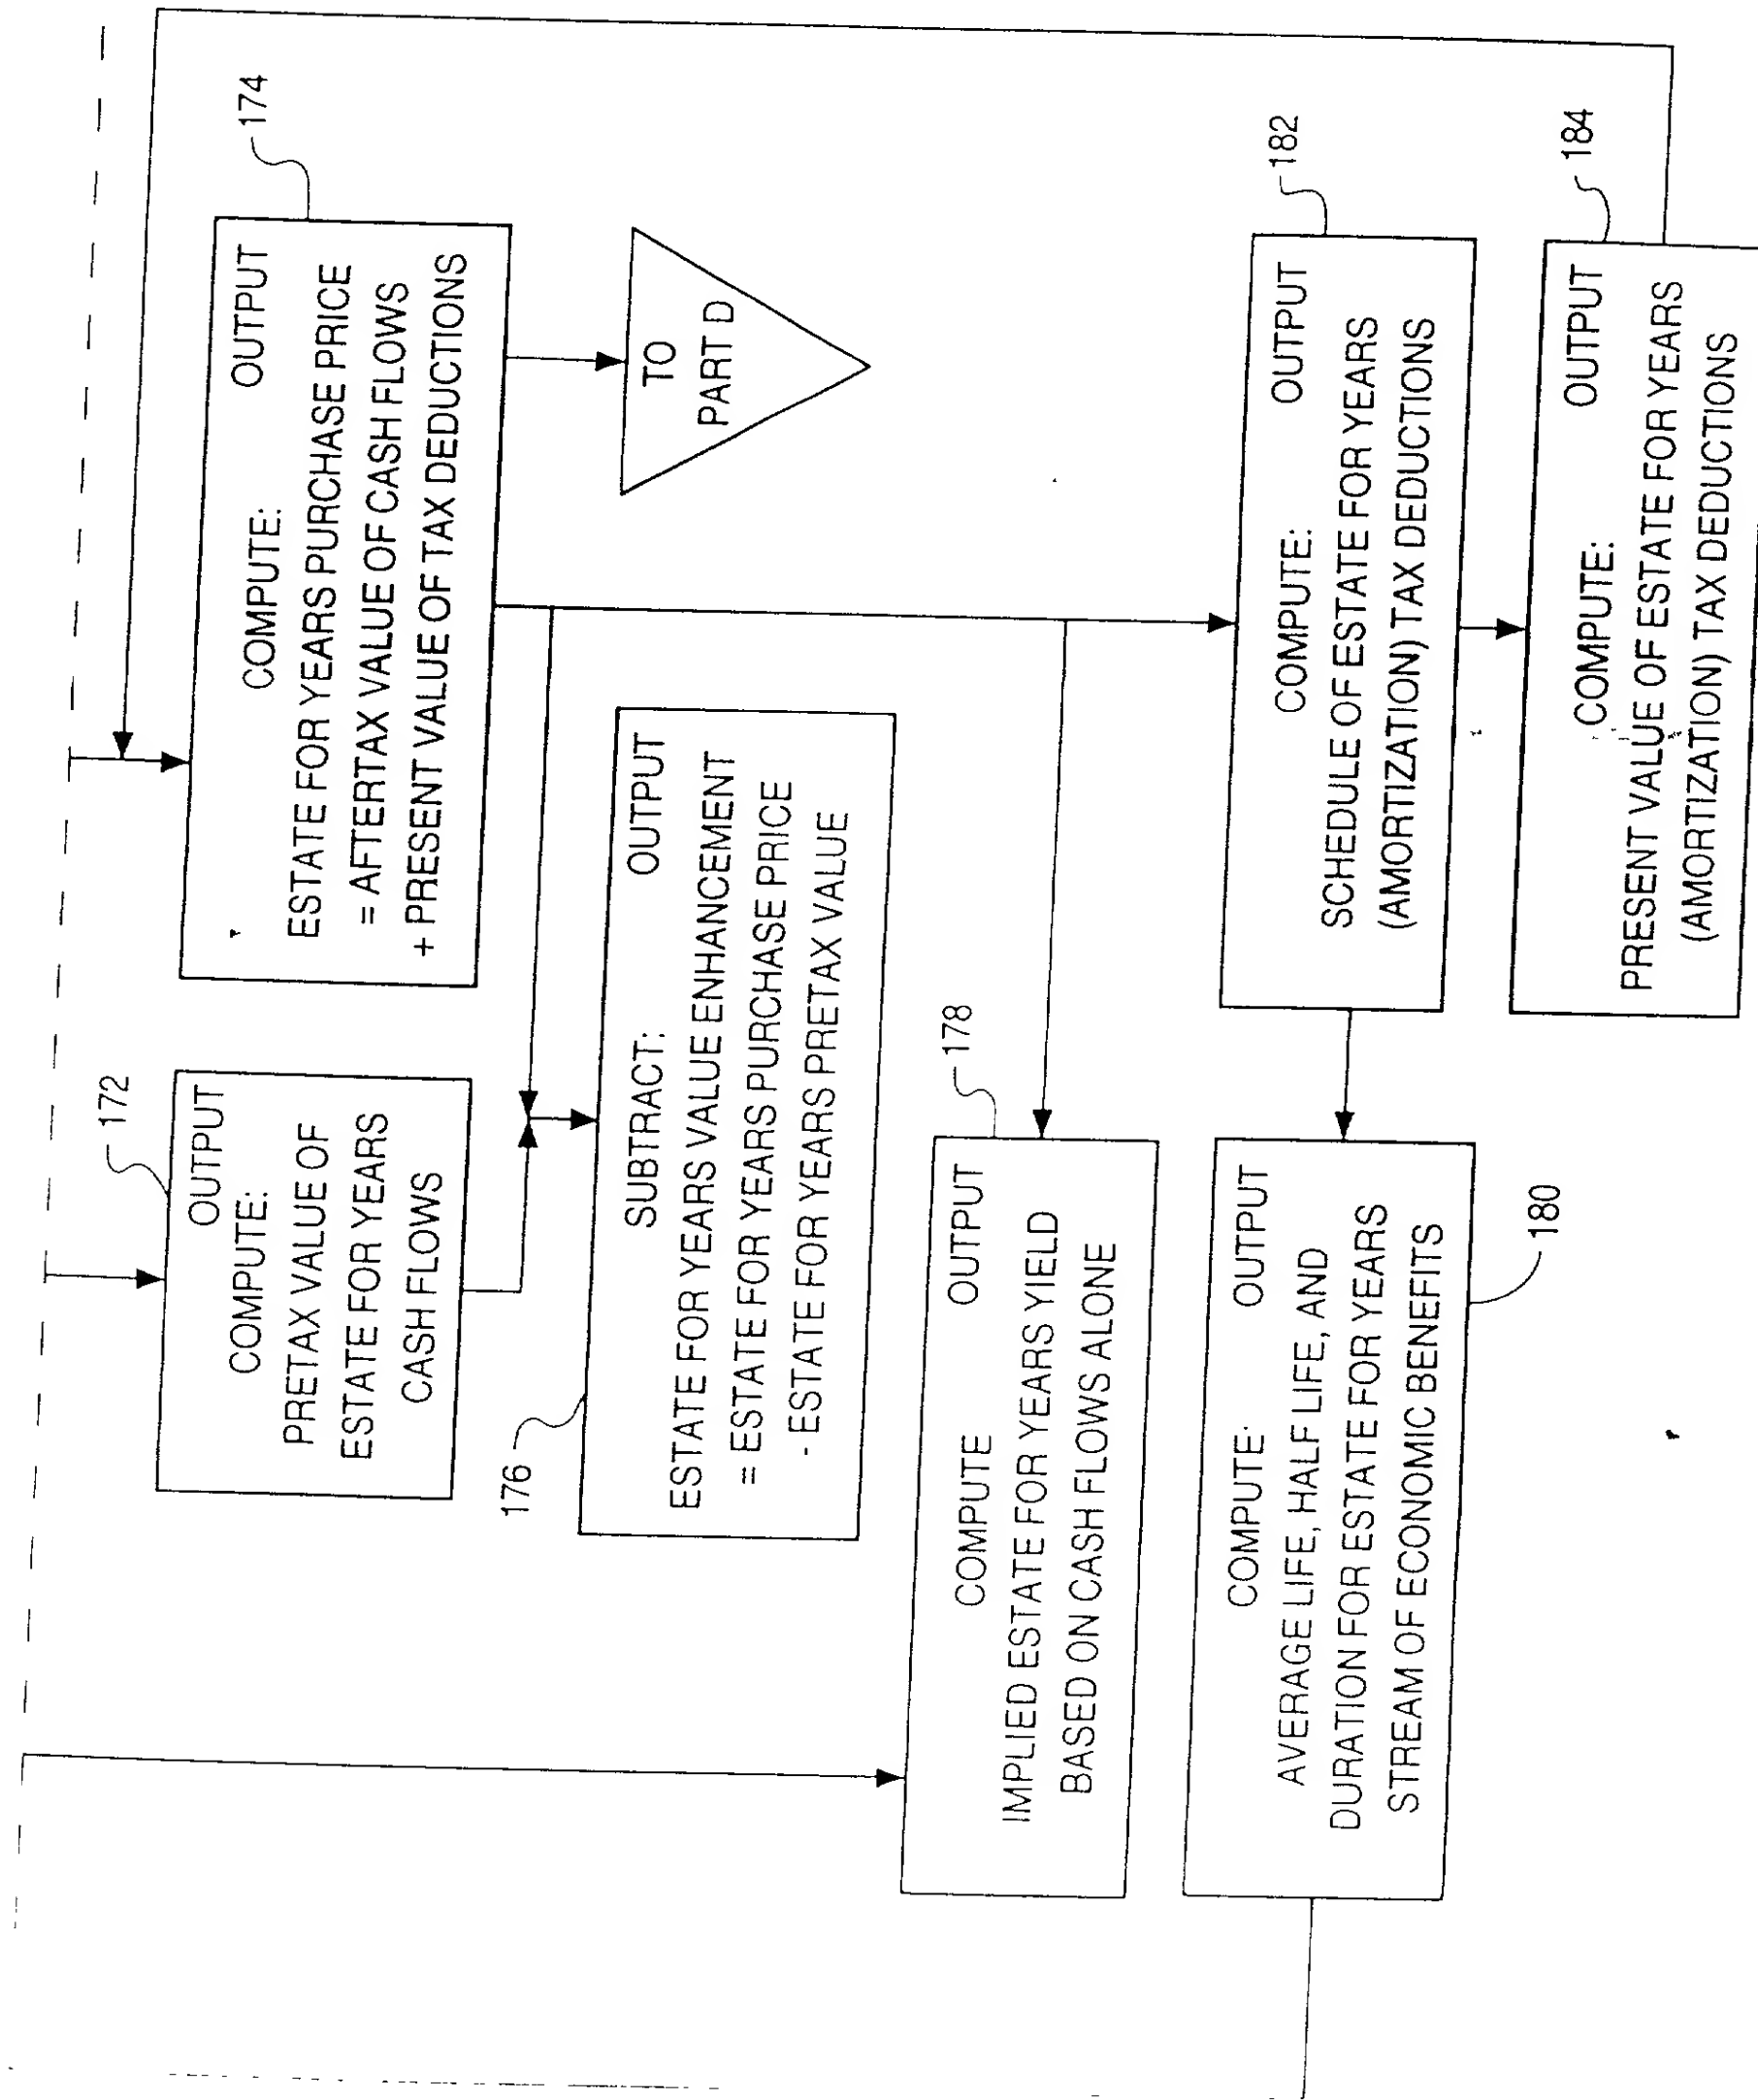 172
OUTPUT
COMPUTE:
PRETAX VALUE OF
ESTATE FOR YEARS
CASH FLOWS
174
COMPUTE: OUTPUT
ESTATE FOR YEARS PURCHASE PRICE
= AFTERTAX VALUE OF CASH FLOWS
+ PRESENT VALUE OF TAX DEDUCTIONS
176
SUBTRACT: OUTPUT
ESTATE FOR YEARS VALUE ENHANCEMENT
= ESTATE FOR YEARS PURCHASE PRICE
- ESTATE FOR YEARS PRETAX VALUE
TO
PART D
178
COMPUTE OUTPUT
IMPLIED ESTATE FOR YEARS YIELD
BASED ON CASH FLOWS ALONE
180
COMPUTE: OUTPUT
AVERAGE LIFE, HALF LIFE, AND
DURATION FOR ESTATE FOR YEARS
STREAM OF ECONOMIC BENEFITS
182
COMPUTE: OUTPUT
SCHEDULE OF ESTATE FOR YEARS
(AMORTIZATION) TAX DEDUCTIONS
184
COMPUTE: OUTPUT
PRESENT VALUE OF ESTATE FOR YEARS
(AMORTIZATION) TAX DEDUCTIONS